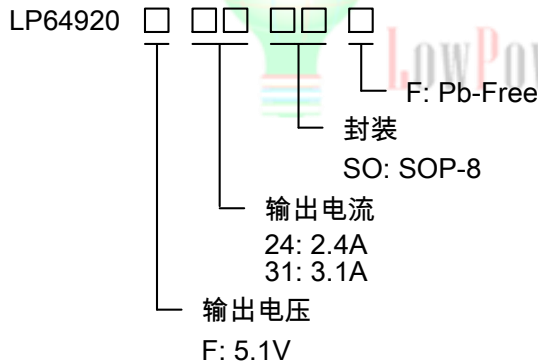 LP64920 □ □□ □□ □
LowPow
F: Pb-Free
封装
SO: SOP-8
输出电流
24: 2.4A
31: 3.1A
输出电压
F: 5.1V